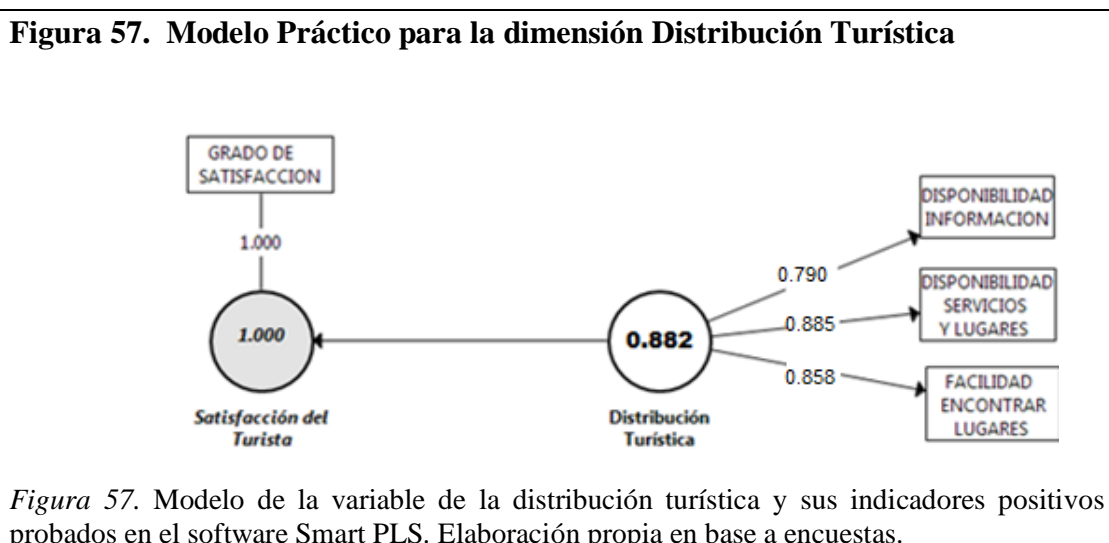 Figura 57. Modelo Práctico para la dimensión Distribución Turística
GRADO DE
SATISFACCION
1.000
1.000
Satisfacción del
Turista
0.882
Distribución
Turística
0.790
0.885
0.858
DISPONIBILIDAD
INFORMACION
DISPONIBILIDAD
SERVICIOS
Y LUGARES
FACILIDAD
ENCONTRAR
LUGARES
Figura 57. Modelo de la variable de la distribución turística y sus indicadores positivos
probados en el software Smart PLS. Elaboración propia en base a encuestas.